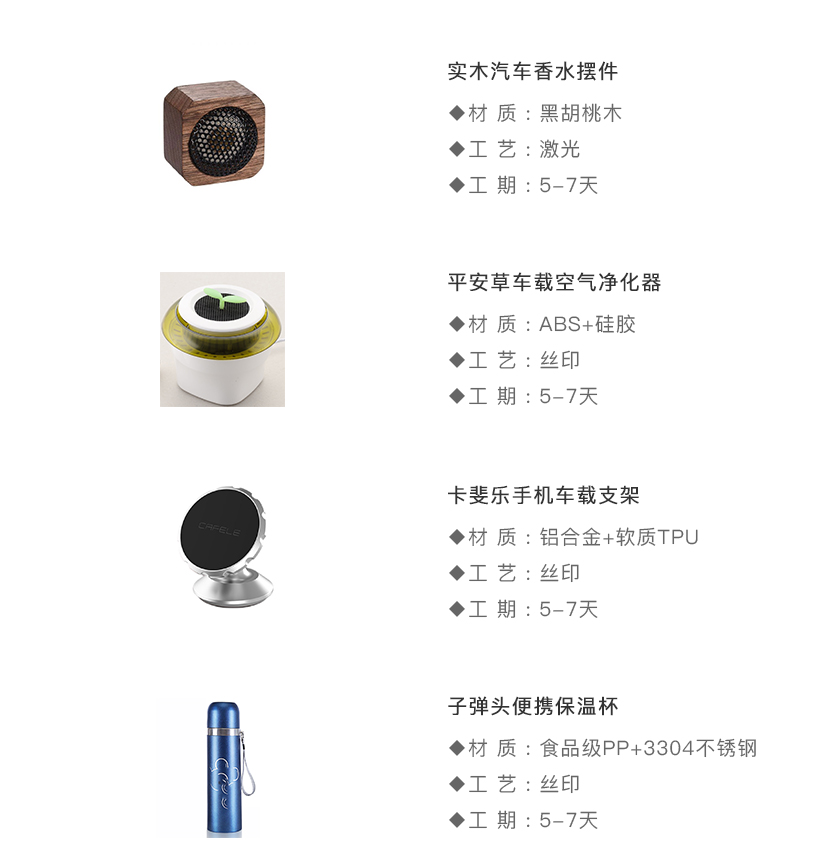 实木汽车香水摆件
◆材 质：黑胡桃木
◆工 艺：激光
◆工 期：5-7天
平安草车载空气净化器
◆材 质：ABS+硅胶
◆工 艺：丝印
◆工 期：5-7天
CAFELE
卡斐乐手机车载支架
◆材 质：铝合金+软质TPU
◆工 艺：丝印
◆工 期：5-7天
子弹头便携保温杯
◆材 质：食品级PP+3304不锈钢
◆工 艺：丝印
◆工 期：5-7天